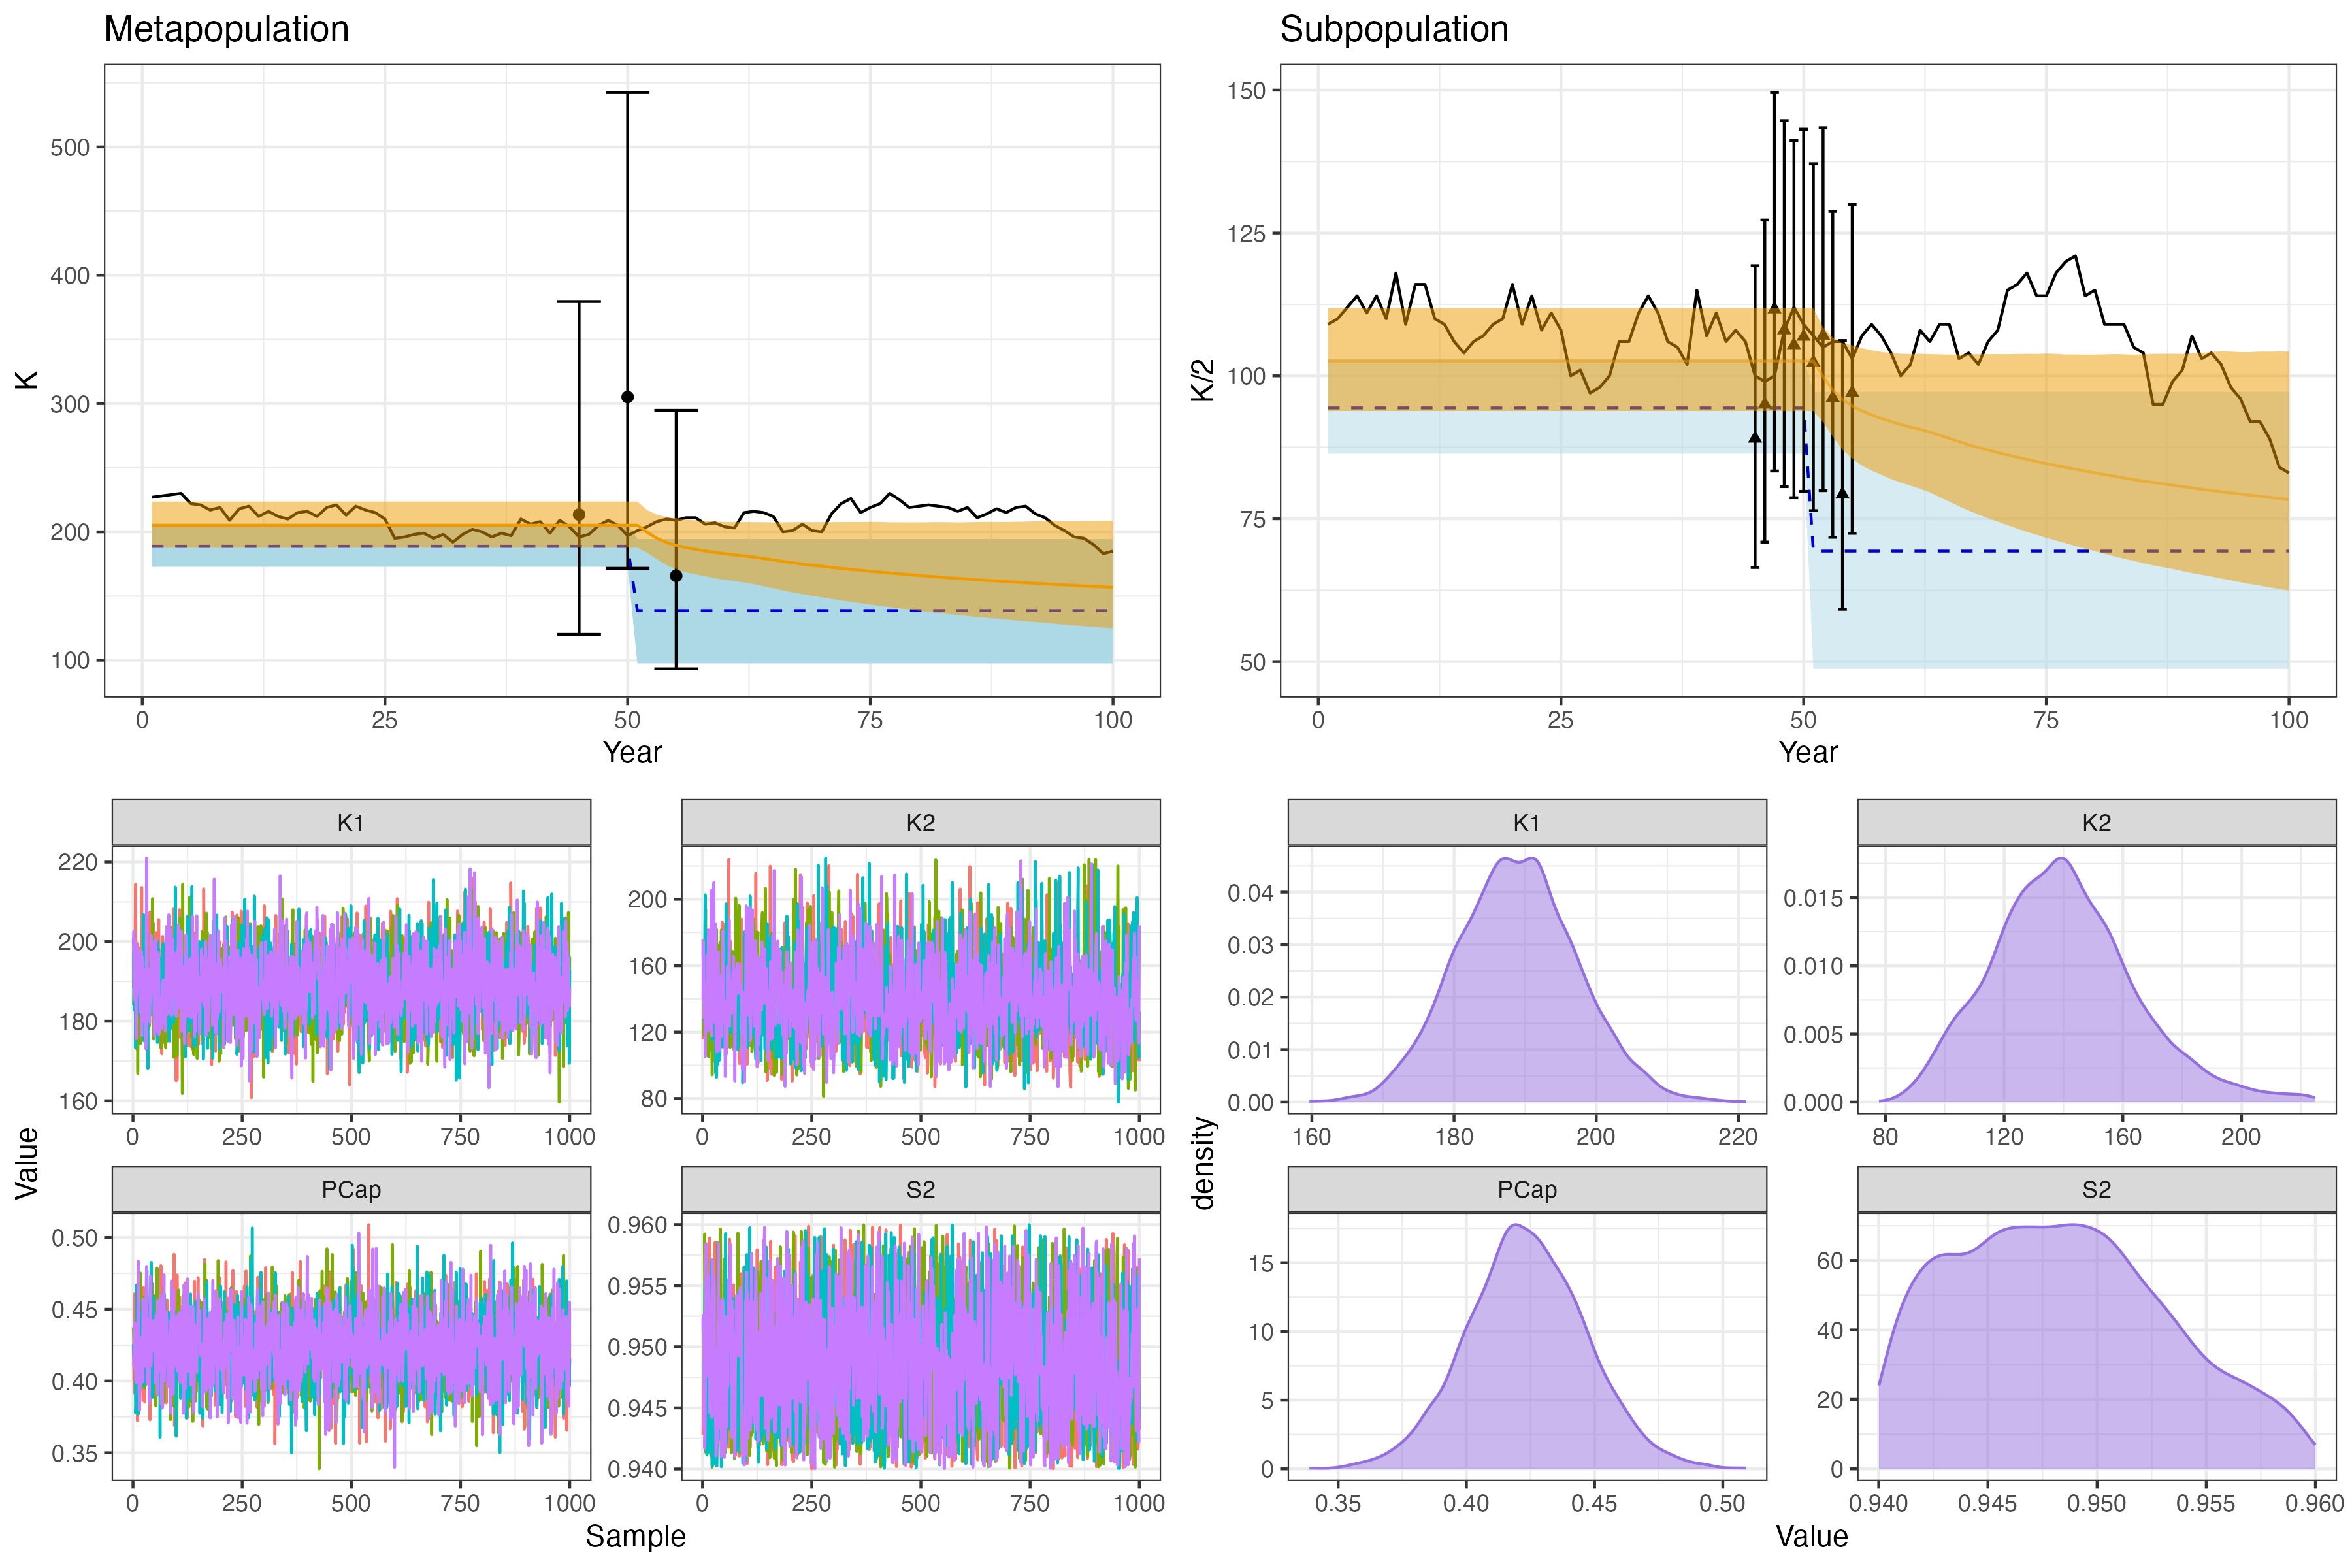 Metapopulation
K
500
400
300
200
100
0 25 50 75 100
Year
Subpopulation
K/2
150
125
100
75
50
0 25 50 75 100
Year
Value
K1
220
200
180
160
0 250 500 750 1000
K2
200
160
120
80
0 250 500 750 1000
PCap
0.50
0.45
0.40
0.35
0 250 500 750 1000
S2
0.960
0.955
0.950
0.945
0.940
0 250 500 750 1000
Sample
density
K1
0.04
0.03
0.02
0.01
0.00
160 180 200 220
K2
0.015
0.010
0.005
0.000
80 120 160 200
PCap
15
10
5
0
0.35 0.40 0.45 0.50
S2
60
40
20
0
0.940 0.945 0.950 0.955 0.960
Value